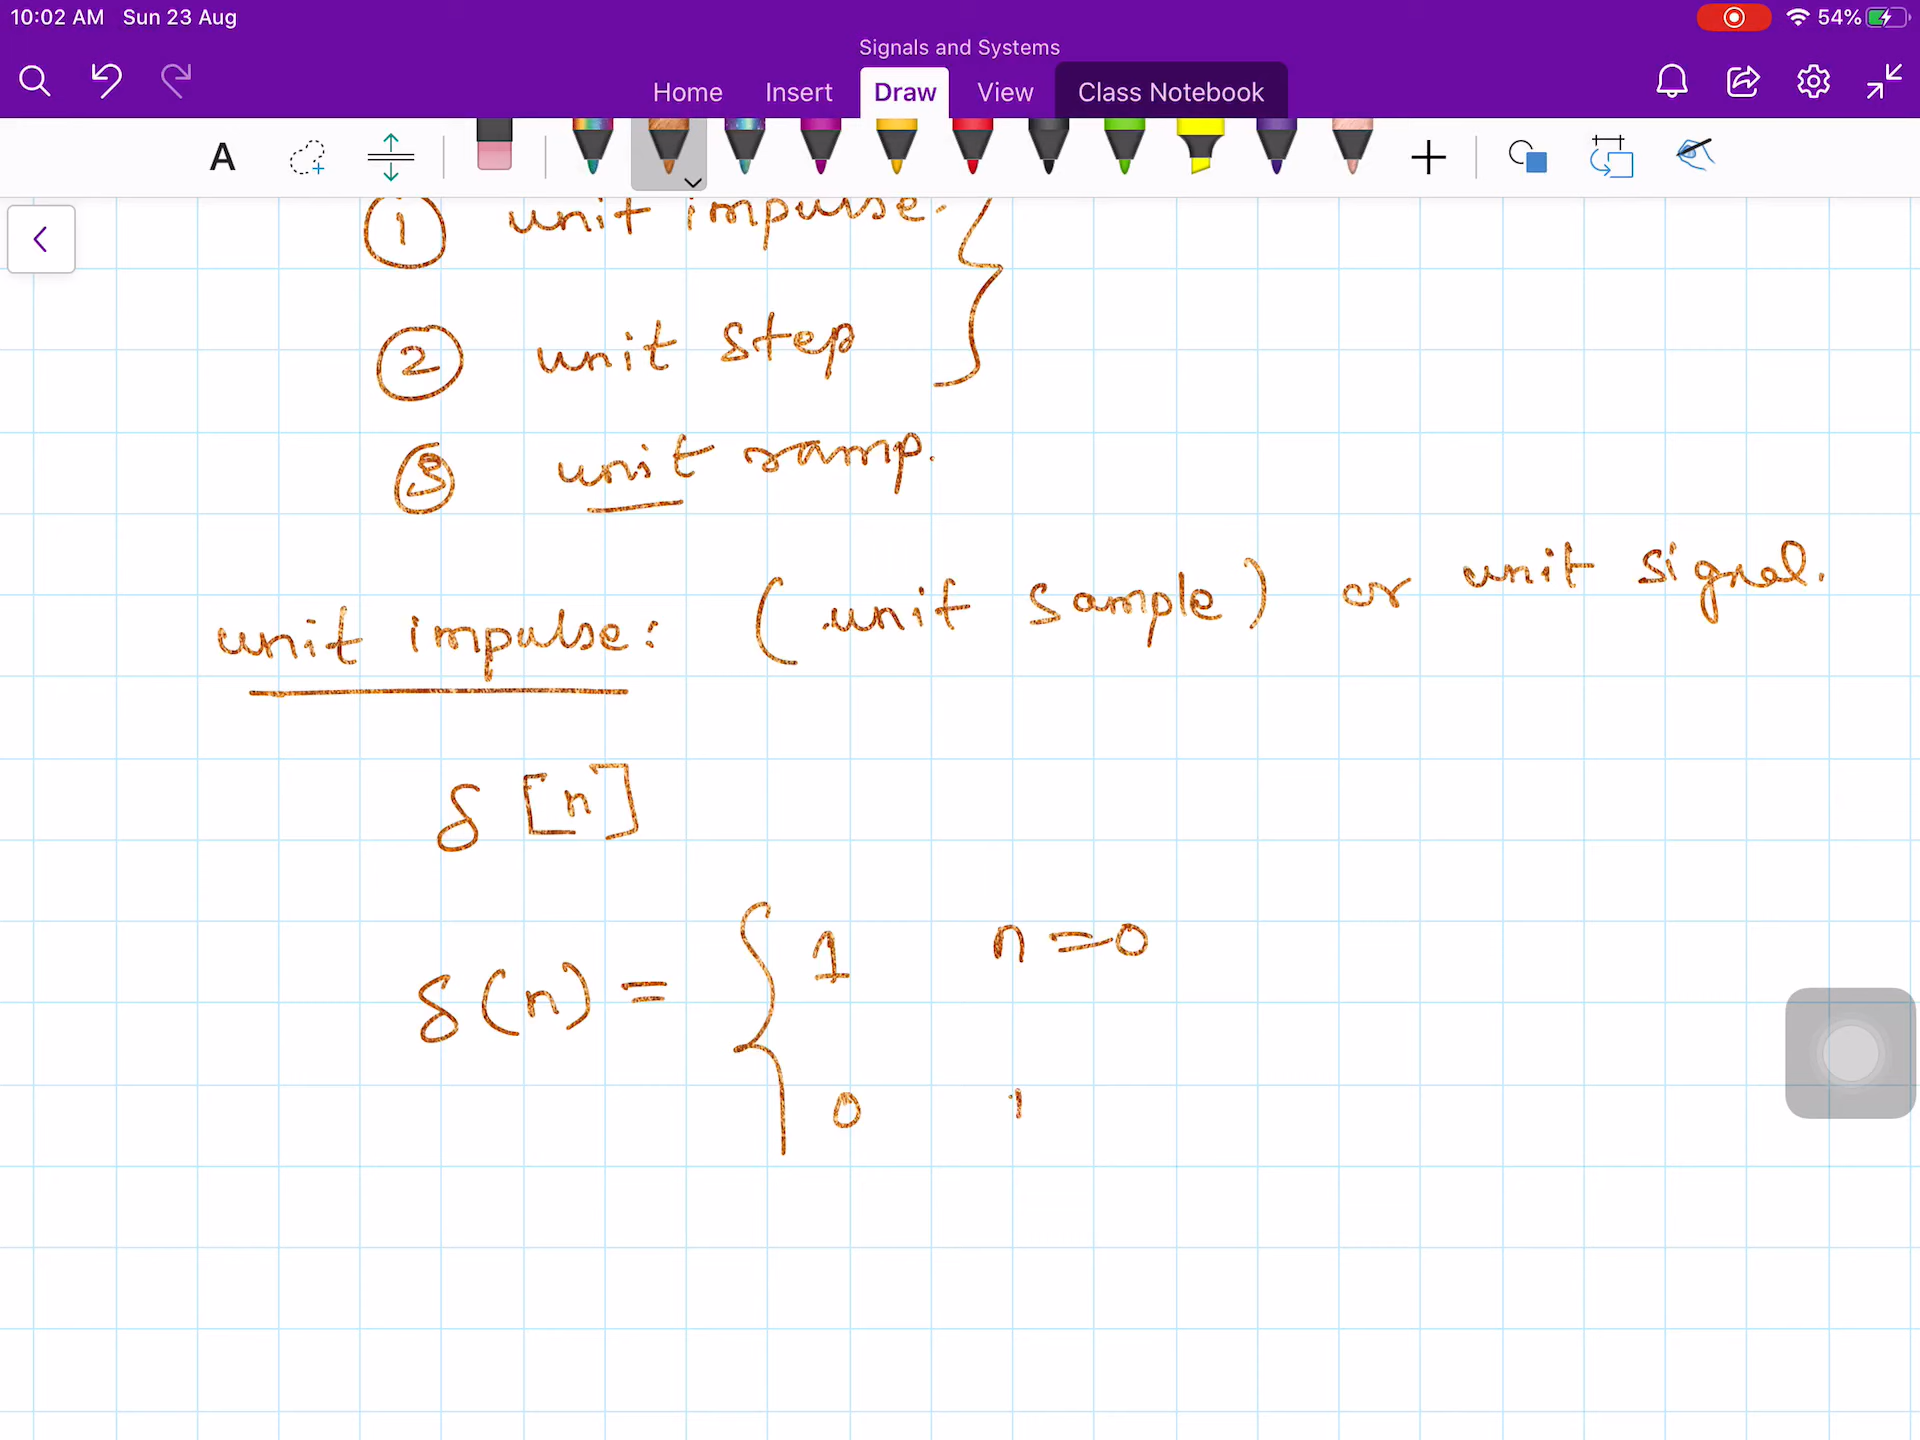 10:02 AM Sun 23 Aug 54%
Signals and Systems
Home Insert Draw View Class Notebook
A
① unit impulse.
② unit step
③ unit ramp.
unit impulse: (unit sample) or unit signal.
δ [n]
δ(n) = { 1 n=0
0